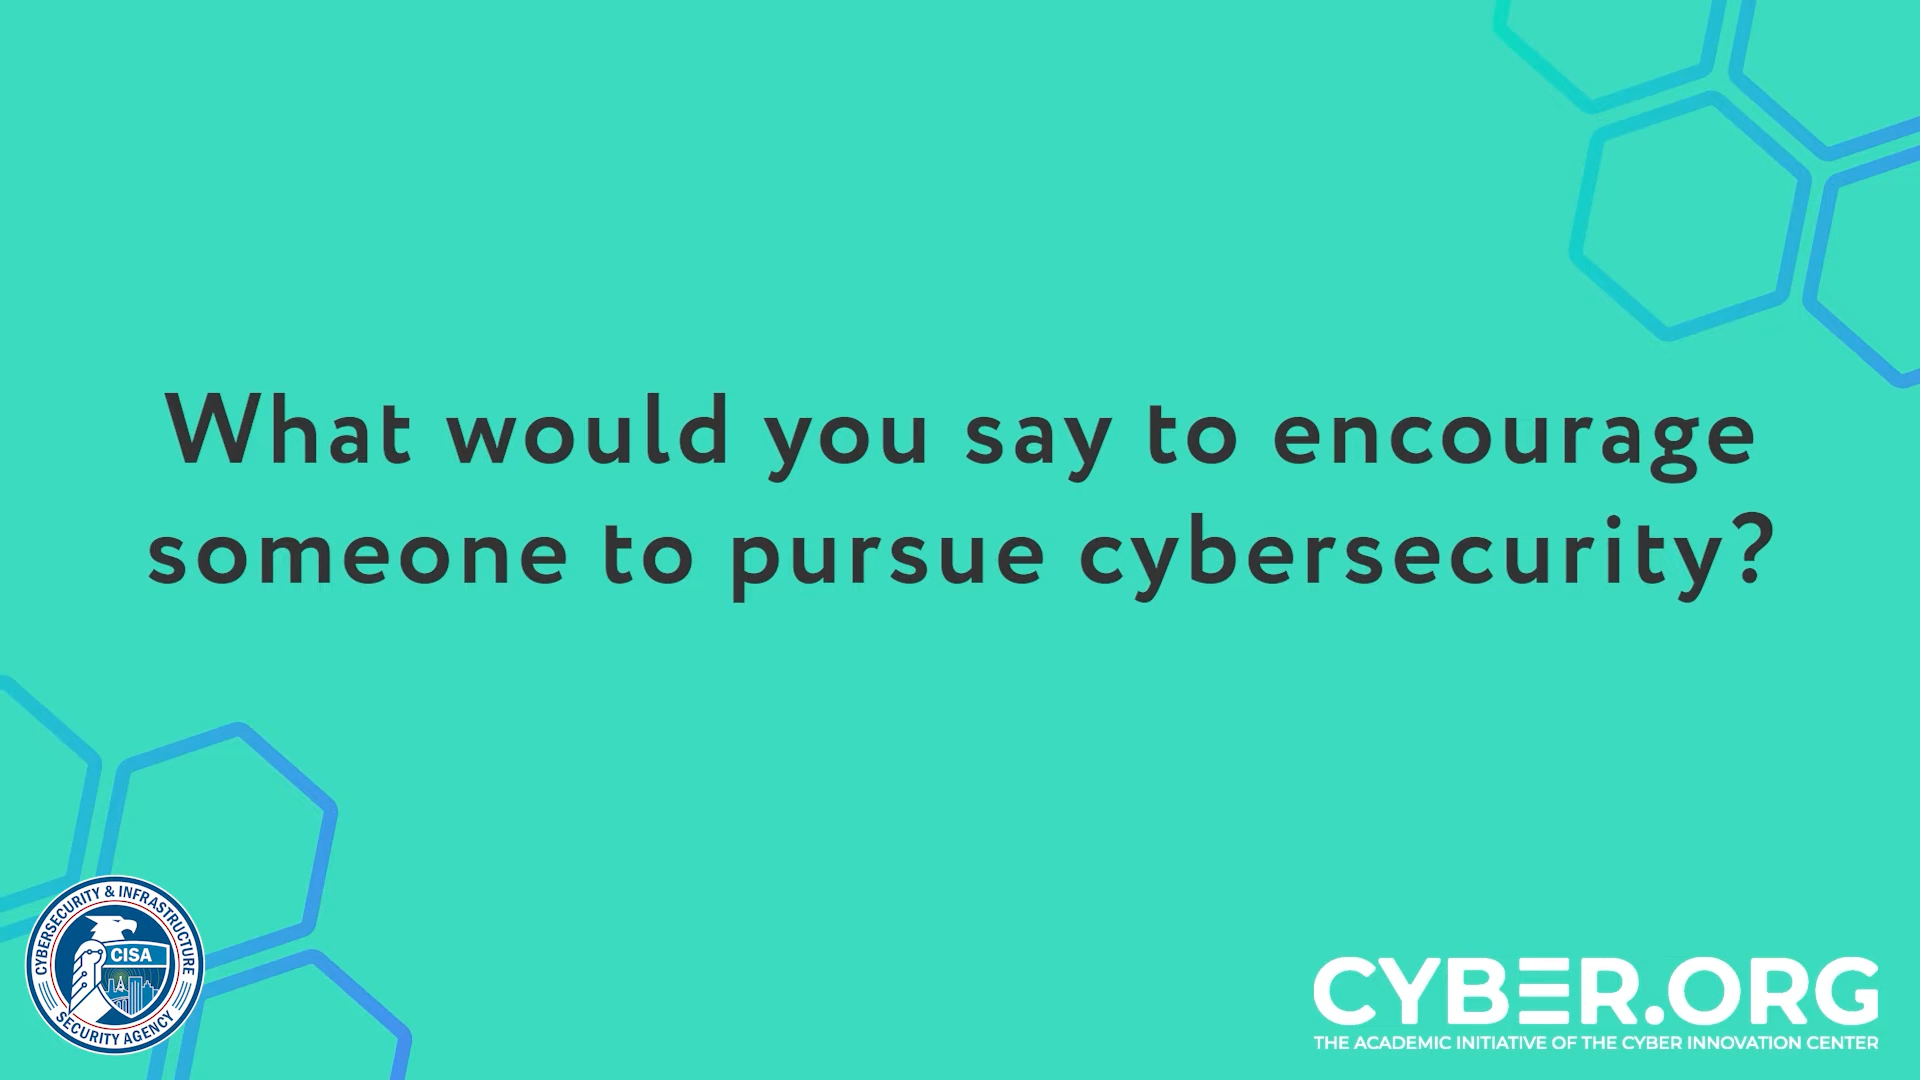 What would you say to encourage
someone to pursue cybersecurity?
CYBERSECURITY & INFRASTRUCTURE
CISA
SECURITY AGENCY
CYBER.ORG
THE ACADEMIC INITIATIVE OF THE CYBER INNOVATION CENTER